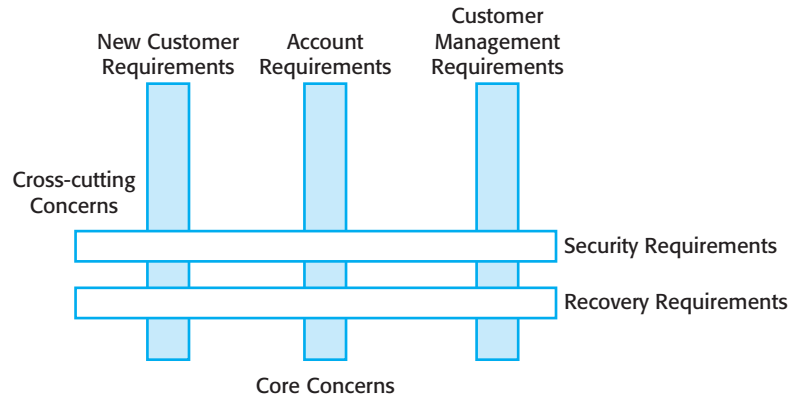 New Customer
Requirements
Account
Requirements
Customer
Management
Requirements
Cross-cutting
Concerns
Security Requirements
Recovery Requirements
Core Concerns